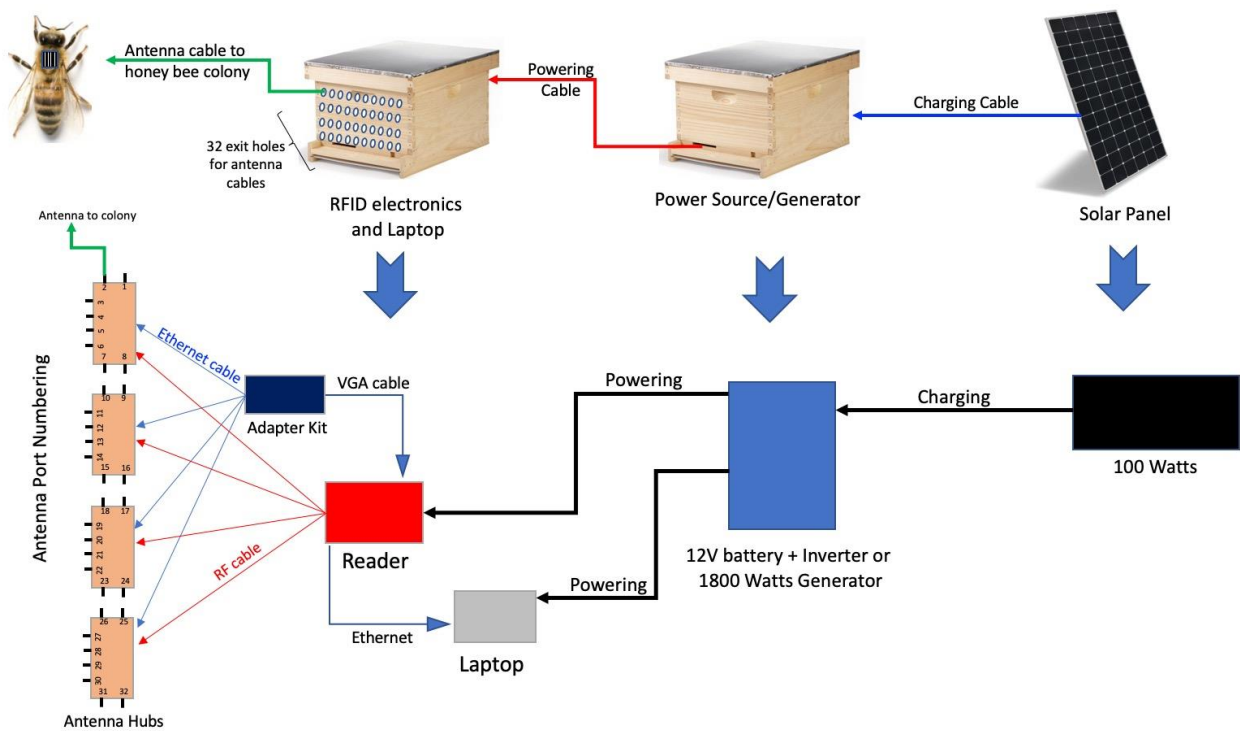 Antenna cable to
honey bee colony
Powering
Cable
Charging Cable
32 exit holes
for antenna
cables
RFID electronics
and Laptop
Power Source/Generator
Solar Panel
Antenna to colony
Antenna Port Numbering
2 1
3
4
5
6
7 8
10 9
11
12
13
14
15 16
18 17
19
20
21
22
23 24
26 25
27
28
29
30
31 32
Antenna Hubs
Ethernet cable
RF cable
Adapter Kit
VGA cable
Reader
Ethernet
Laptop
Powering
Powering
12V battery + Inverter or
1800 Watts Generator
Charging
100 Watts